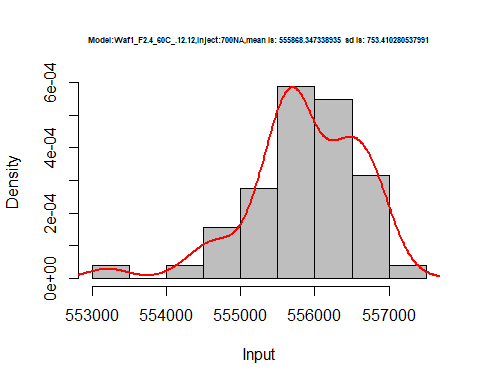 Model:Waf1_F2.4_60C_.12.12,Inject:700NA,mean is: 555868.347338935 sd is: 753.410280537991
6e-04
4e-04
2e-04
0e+00
Density
553000 554000 555000 556000 557000
Input